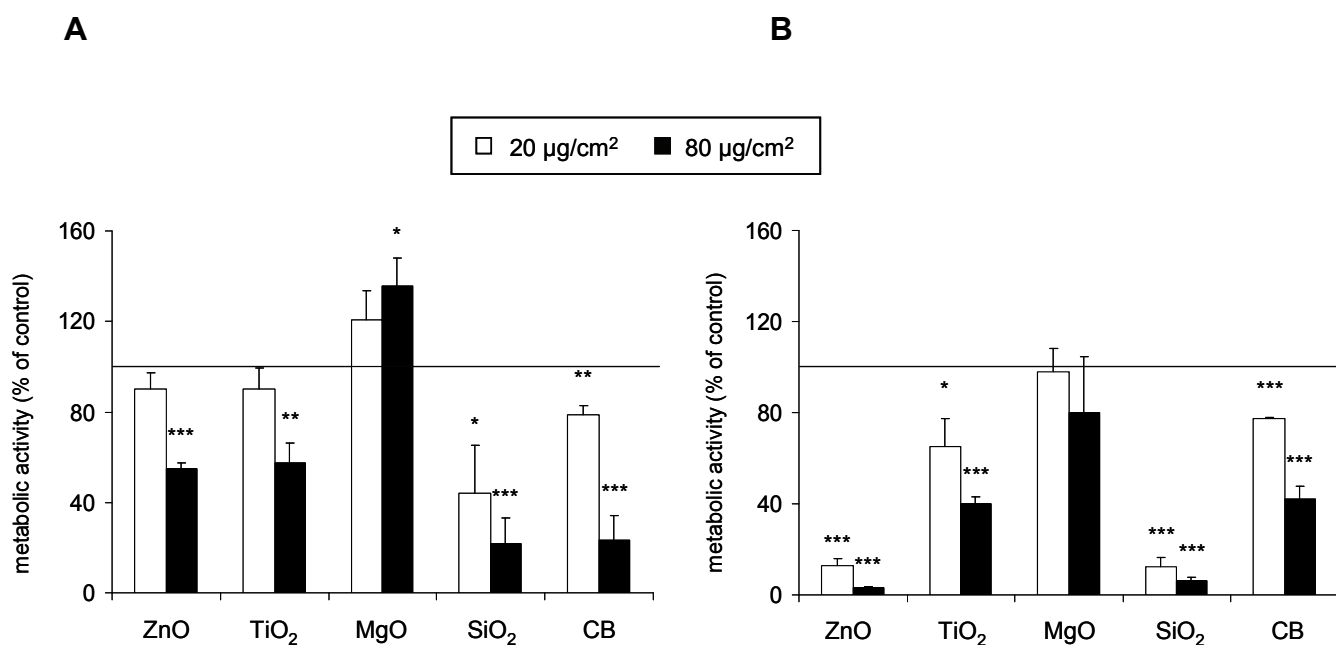 A
B
20 µg/cm²
80 µg/cm²
metabolic activity (% of control)
160
120
80
40
0
***
**
*
*
***
**
***
ZnO
TiO₂
MgO
SiO₂
CB
metabolic activity (% of control)
160
120
80
40
0
***
***
*
***
***
***
***
***
ZnO
TiO₂
MgO
SiO₂
CB